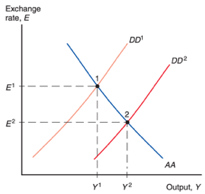 Exchange
rate, E
DD¹
DD²
1
E¹
2
E²
AA
Y¹
Y²
Output, Y